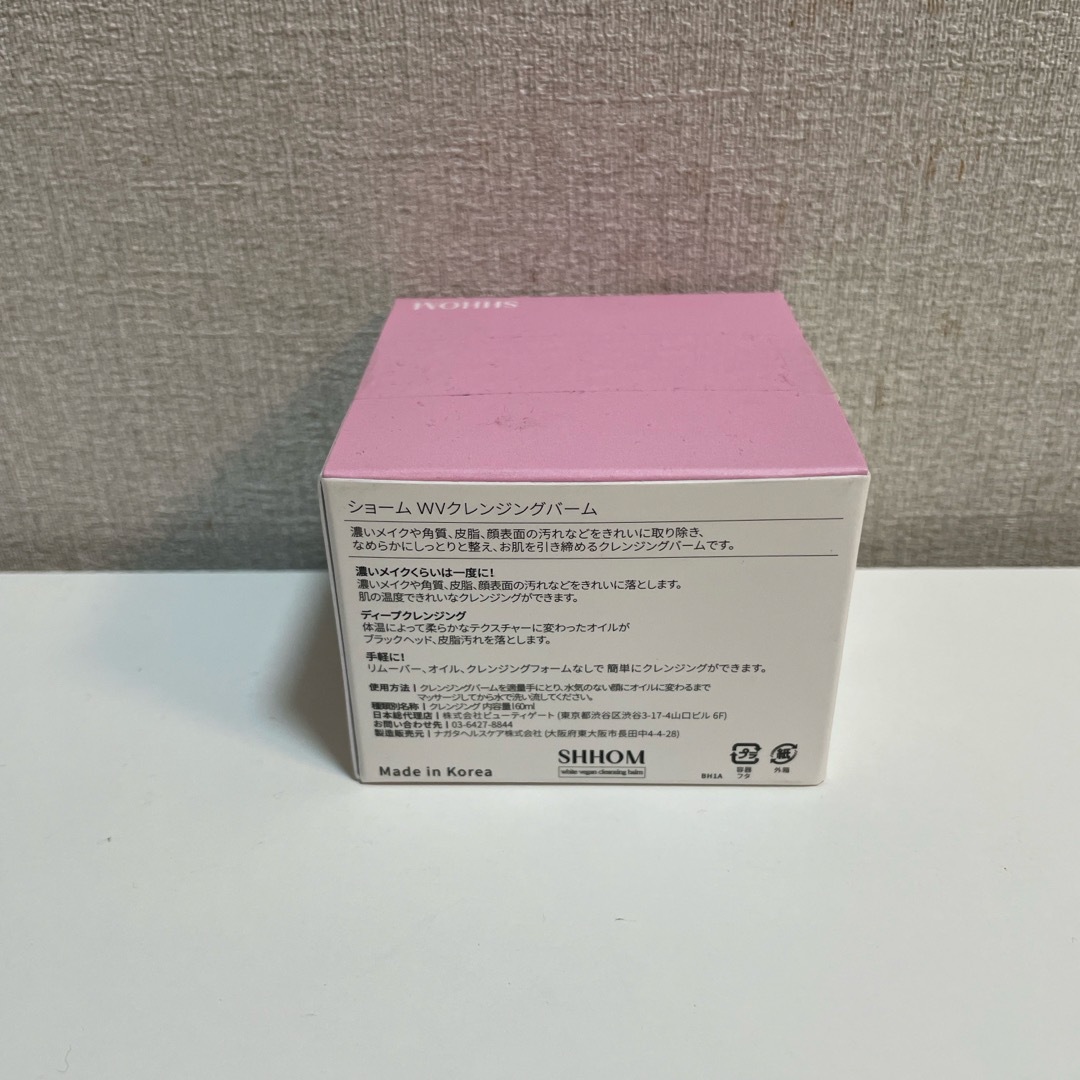 SHHOM
ショーム WVクレンジングバーム
濃いメイクや角質、皮脂、顔表面の汚れなどをきれいに取り除き、
なめらかにしっとりと整え、お肌を引き締めるクレンジングバームです。
濃いメイクくらいは一度に!
濃いメイクや角質、皮脂、顔表面の汚れなどをきれいに落とします。
肌の温度できれいなクレンジングができます。
ディープクレンジング
体温によって柔らかなテクスチャーに変わったオイルが
ブラックヘッド、皮脂汚れを落とします。
手軽に!
リムーバー、オイル、クレンジングフォームなしで 簡単にクレンジングができます。
使用方法 | クレンジングバームを適量手にとり、水気のない顔にオイルに変わるまで
マッサージしてから水で洗い流してください。
種類別名称 | クレンジング 内容量160ml
日本総代理店 | 株式会社ビューティゲート (東京都渋谷区渋谷3-17-4山口ビル 6F)
お問い合わせ先 | 03-6427-8844
製造販売元 | ナガタヘルスケア株式会社 (大阪府東大阪市長田中4-4-28)
Made in Korea
SHHOM
white vegan cleansing balm
BH1A
プラ
容器
フタ
紙
外箱